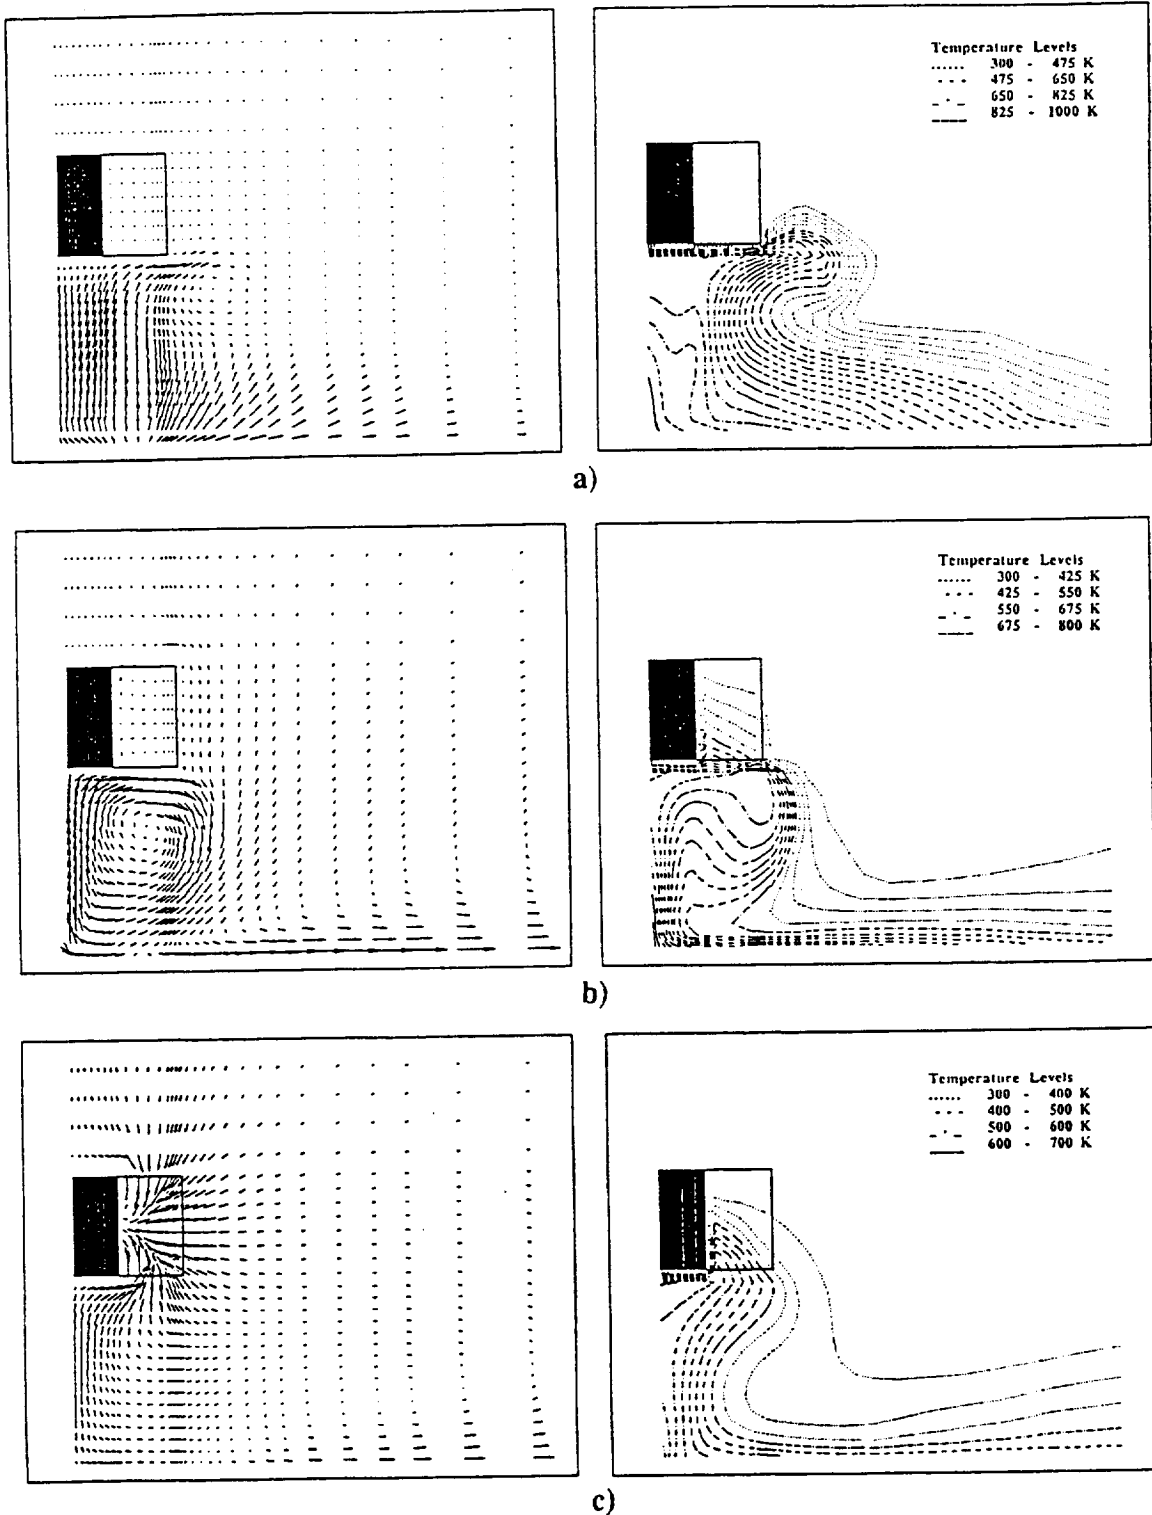 Temperature Levels
300 - 475 K
475 - 650 K
650 - 825 K
825 - 1000 K
a)
Temperature Levels
300 - 425 K
425 - 550 K
550 - 675 K
675 - 800 K
b)
Temperature Levels
300 - 400 K
400 - 500 K
500 - 600 K
600 - 700 K
c)